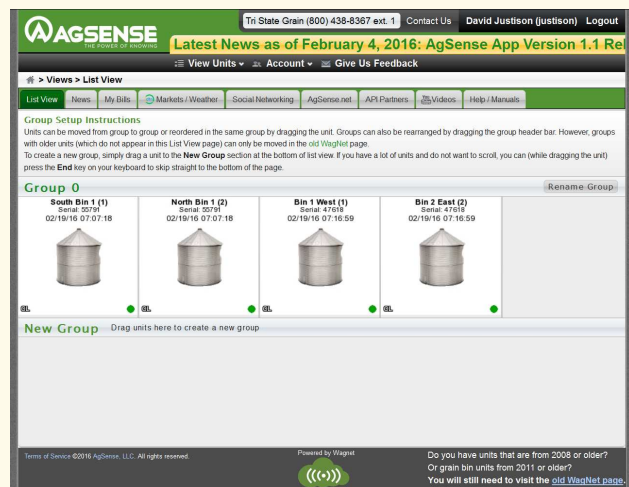 AGSENSE
THE POWER OF KNOWING
Tri State Grain (800) 438-8367 ext. 1
Contact Us
David Justison (justison)
Logout
Latest News as of February 4, 2016: AgSense App Version 1.1 Rel
View Units
Account
Give Us Feedback
> Views > List View
List View
News
My Bills
Markets / Weather
Social Networking
AgSense.net
API Partners
Videos
Help / Manuals
Group Setup Instructions
Units can be moved from group to group or reordered in the same group by dragging the unit. Groups can also be rearranged by dragging the group header bar. However, groups
with older units (which do not appear in this List View page) can only be moved in the old WagNet page.
To create a new group, simply drag a unit to the New Group section at the bottom of list view. If you have a lot of units and do not want to scroll, you can (while dragging the unit)
press the End key on your keyboard to skip straight to the bottom of the page.
Group 0
Rename Group
South Bin 1 (1)
Serial: 55791
02/19/16 07:07:18
CL
North Bin 1 (2)
Serial: 55791
02/19/16 07:07:18
CL
Bin 1 West (1)
Serial: 47618
02/19/16 07:16:59
CL
Bin 2 East (2)
Serial: 47618
02/19/16 07:16:59
CL
New Group
Drag units here to create a new group
Terms of Service ©2016 AgSense, LLC. All rights reserved.
Powered by Wagnet
Do you have units that are from 2008 or older?
Or grain bin units from 2011 or older?
You will still need to visit the old WagNet page.